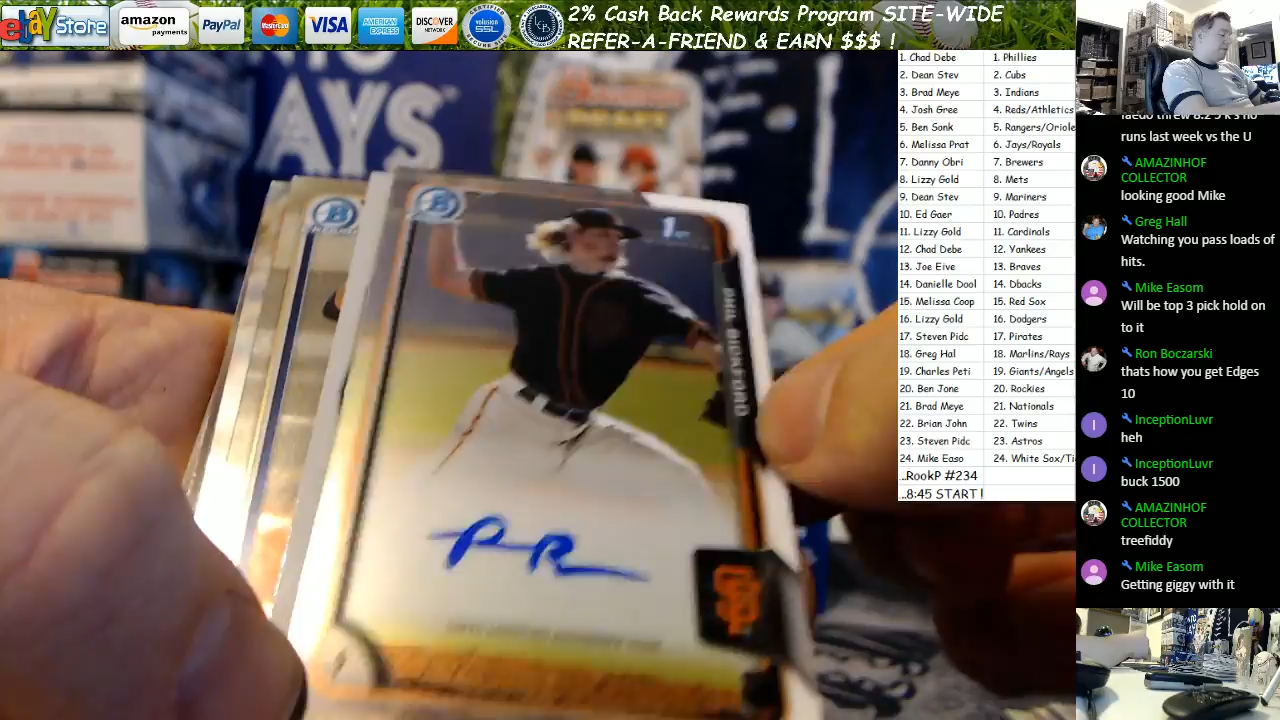 ebay Store
amazon payments
PayPal
MasterCard
VISA
AMERICAN EXPRESS
DISCOVER NETWORK
volusion SSL
2% Cash Back Rewards Program SITE-WIDE
REFER-A-FRIEND & EARN $$$ !
1. Chad Debe 1. Phillies
2. Dean Stev 2. Cubs
3. Brad Meye 3. Indians
4. Josh Gree 4. Reds/Athletics
5. Ben Sonk 5. Rangers/Oriole
6. Melissa Prat 6. Jays/Royals
7. Danny Obri 7. Brewers
8. Lizzy Gold 8. Mets
9. Dean Stev 9. Mariners
10. Ed Gaer 10. Padres
11. Lizzy Gold 11. Cardinals
12. Chad Debe 12. Yankees
13. Joe Eive 13. Braves
14. Danielle Dool 14. Dbacks
15. Melissa Coop 15. Red Sox
16. Lizzy Gold 16. Dodgers
17. Steven Pidc 17. Pirates
18. Greg Hal 18. Marlins/Rays
19. Charles Peti 19. Giants/Angels
20. Ben Jone 20. Rockies
21. Brad Meye 21. Nationals
22. Brian John 22. Twins
23. Steven Pidc 23. Astros
24. Mike Easo 24. White Sox/Ti
...RookP #234
...8:45 START!
runs last week vs the U
AMAZINHOF
COLLECTOR
looking good Mike
Greg Hall
Watching you pass loads of
hits.
Mike Easom
Will be top 3 pick hold on
to it
Ron Boczarski
thats how you get Edges
10
InceptionLuvr
heh
InceptionLuvr
buck 1500
AMAZINHOF
COLLECTOR
treefiddy
Mike Easom
Getting giggy with it
AYS
B
B
1st
PHIL BICKFORD
SF